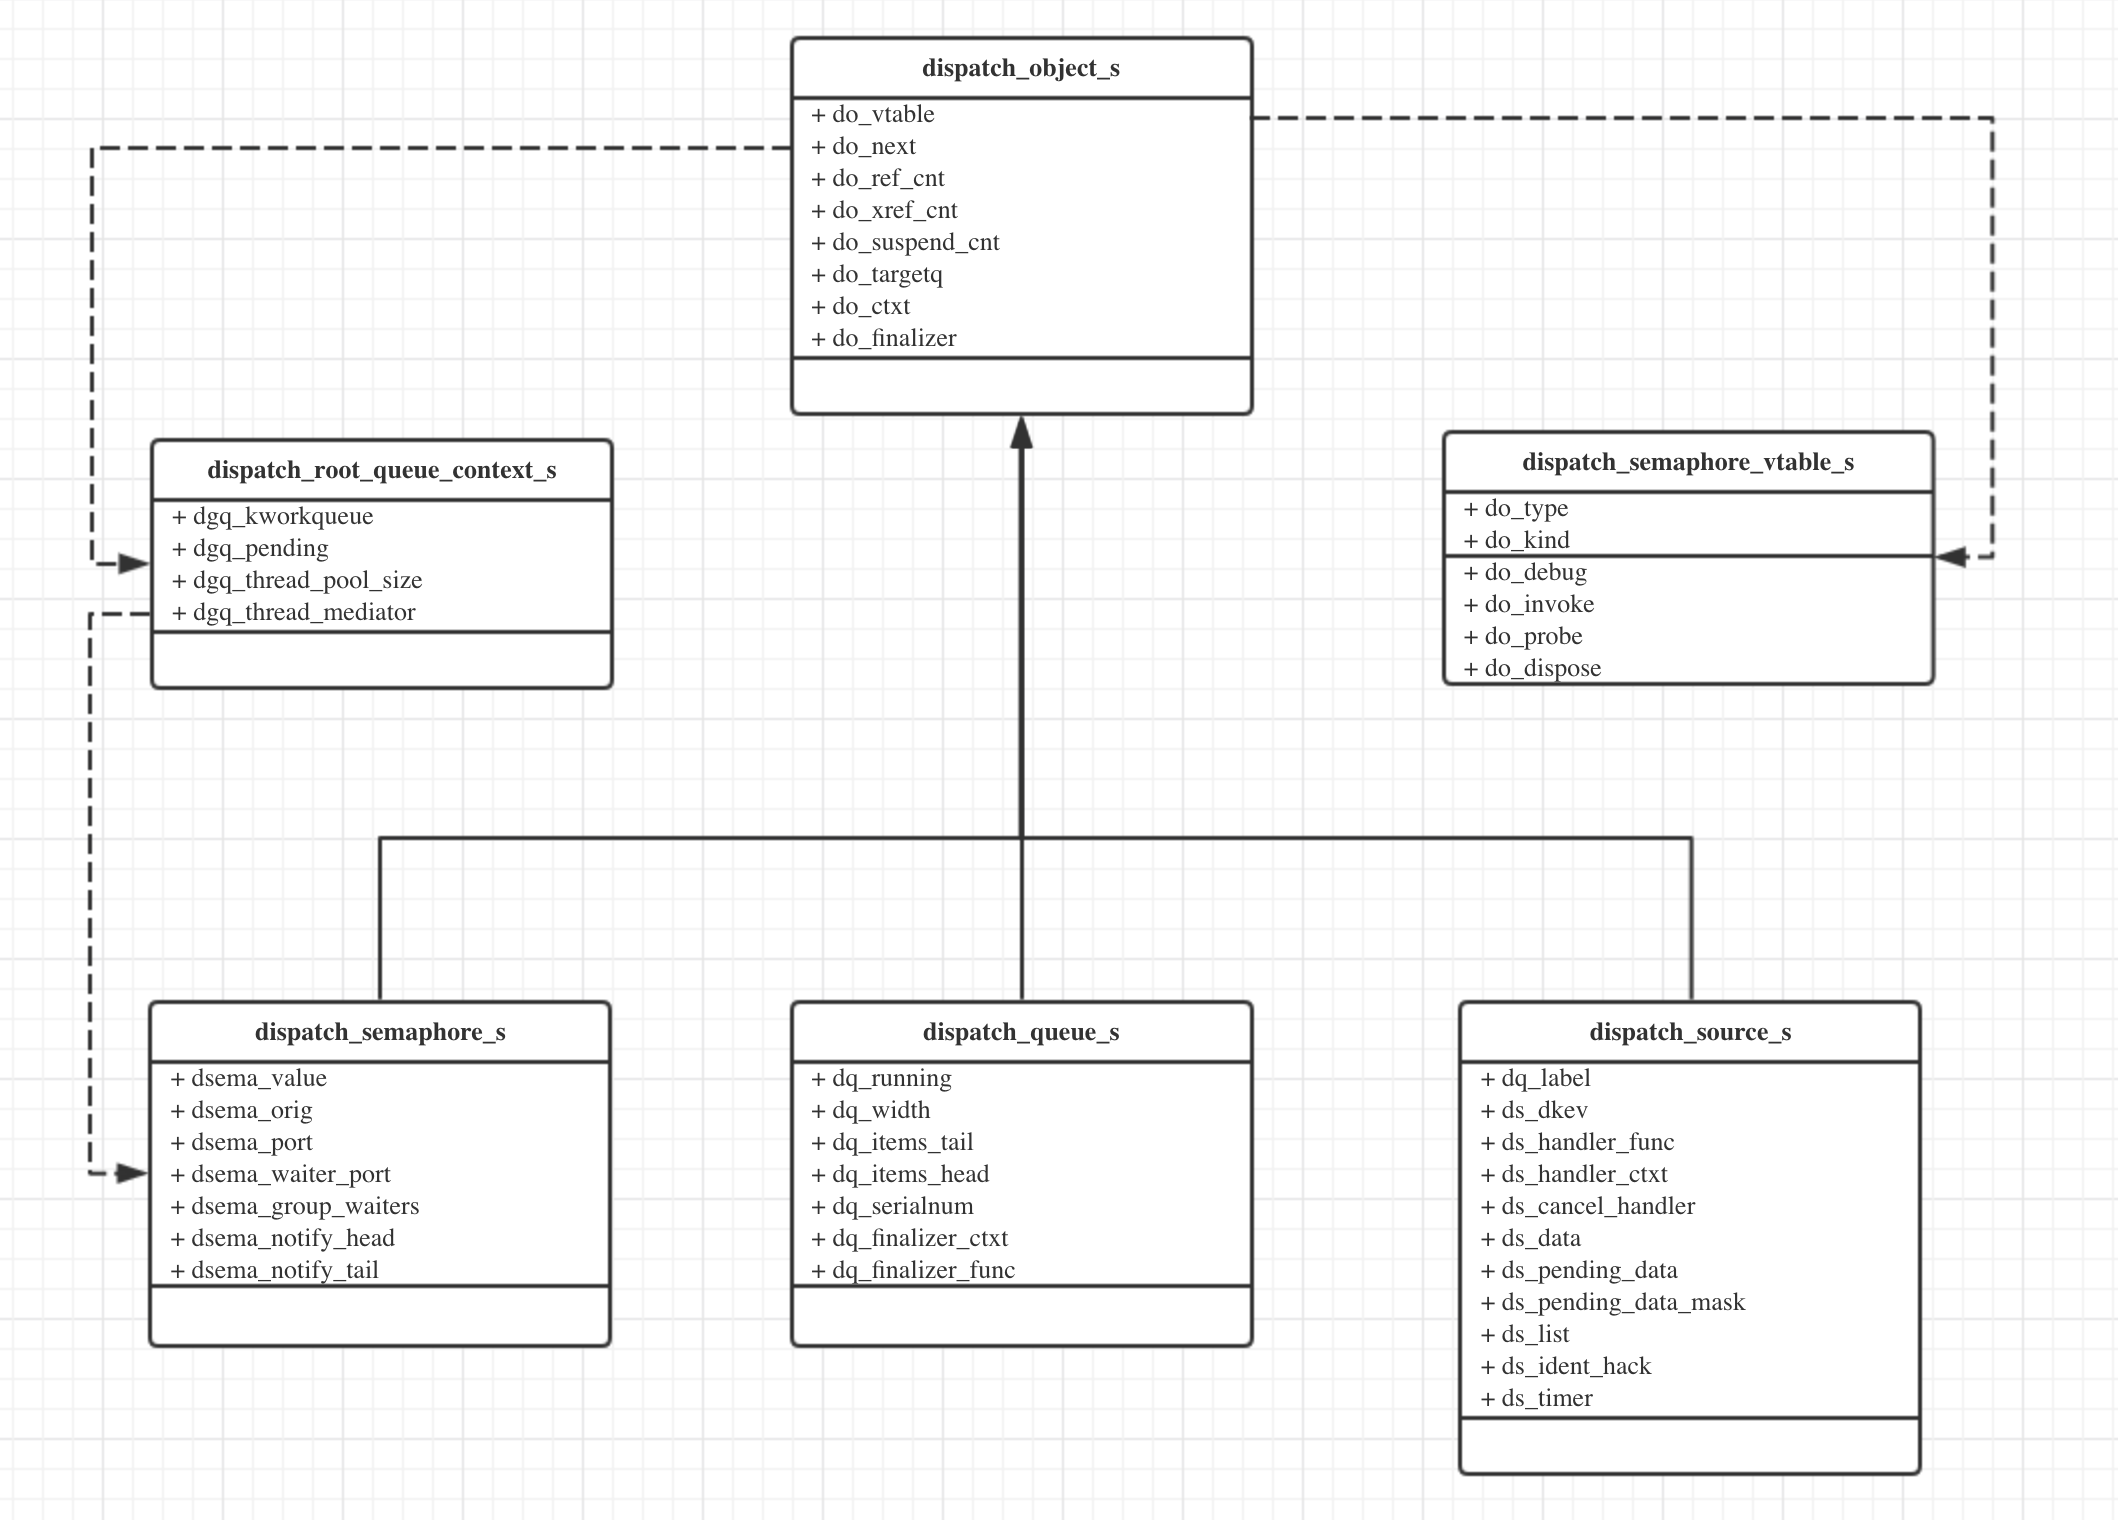 dispatch_object_s
+ do_vtable
+ do_next
+ do_ref_cnt
+ do_xref_cnt
+ do_suspend_cnt
+ do_targetq
+ do_ctxt
+ do_finalizer
dispatch_root_queue_context_s
+ dgq_kworkqueue
+ dgq_pending
+ dgq_thread_pool_size
+ dgq_thread_mediator
dispatch_semaphore_vtable_s
+ do_type
+ do_kind
+ do_debug
+ do_invoke
+ do_probe
+ do_dispose
dispatch_semaphore_s
+ dsema_value
+ dsema_orig
+ dsema_port
+ dsema_waiter_port
+ dsema_group_waiters
+ dsema_notify_head
+ dsema_notify_tail
dispatch_queue_s
+ dq_running
+ dq_width
+ dq_items_tail
+ dq_items_head
+ dq_serialnum
+ dq_finalizer_ctxt
+ dq_finalizer_func
dispatch_source_s
+ dq_label
+ ds_dkev
+ ds_handler_func
+ ds_handler_ctxt
+ ds_cancel_handler
+ ds_data
+ ds_pending_data
+ ds_pending_data_mask
+ ds_list
+ ds_ident_hack
+ ds_timer